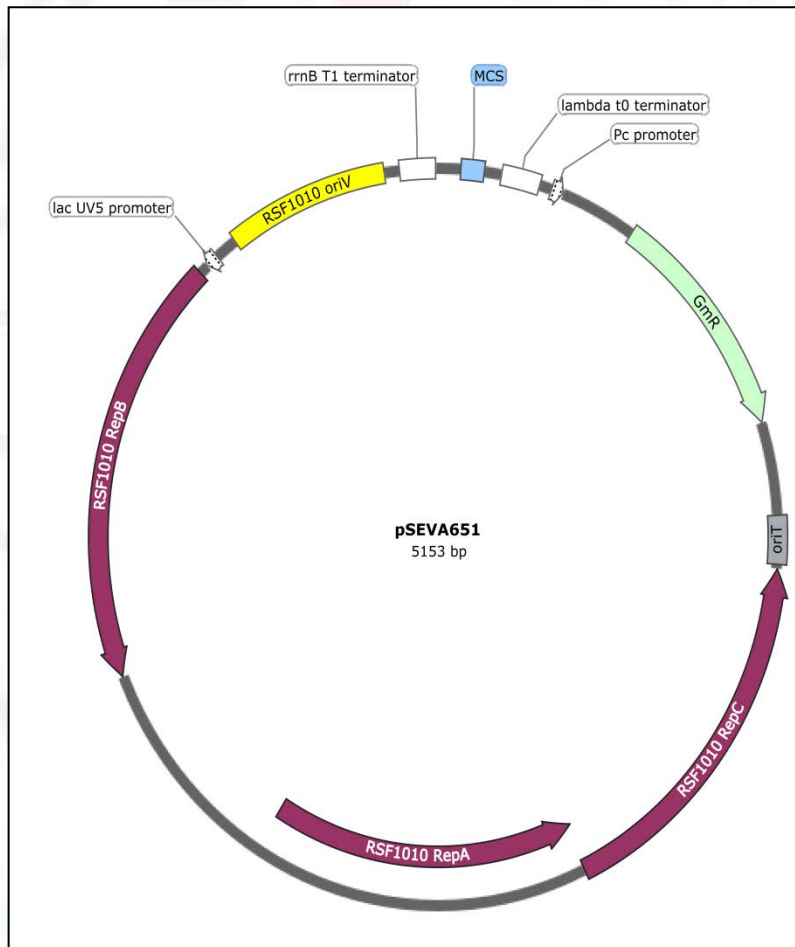 rrnB T1 terminator
MCS
lambda t0 terminator
Pc promoter
lac UV5 promoter
RSF1010 oriV
GmR
RSF1010 RepB
pSEVA651
5153 bp
oriT
RSF1010 RepC
RSF1010 RepA